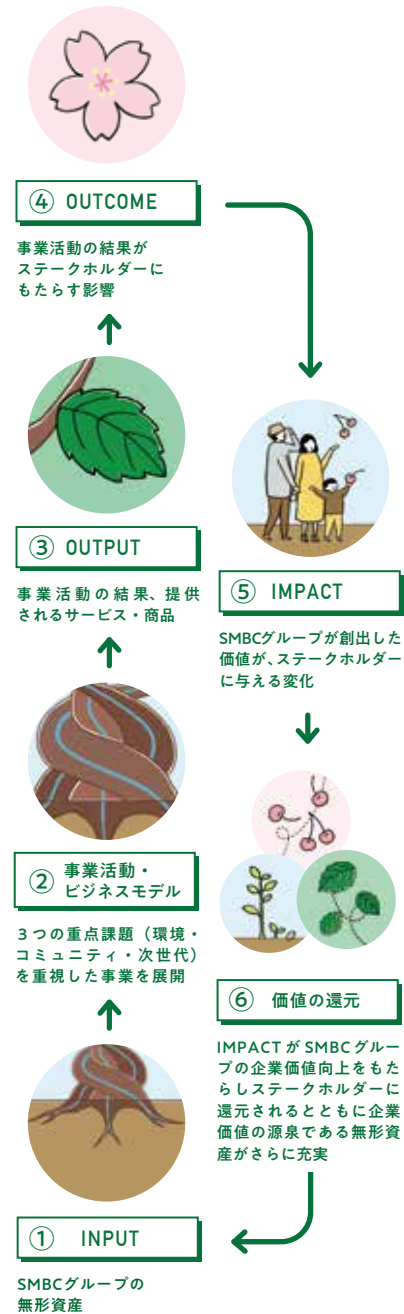 ④ OUTCOME
事業活動の結果が
ステークホルダーに
もたらす影響
③ OUTPUT
事業活動の結果、提供
されるサービス・商品
② 事業活動・
ビジネスモデル
3つの重点課題（環境・
コミュニティ・次世代）
を重視した事業を展開
① INPUT
SMBCグループの
無形資産
⑤ IMPACT
SMBCグループが創出した
価値が、ステークホルダー
に与える変化
⑥ 価値の還元
IMPACTがSMBCグルー
プの企業価値向上をもた
らしステークホルダーに
還元されるとともに企業
価値の源泉である無形資
産がさらに充実